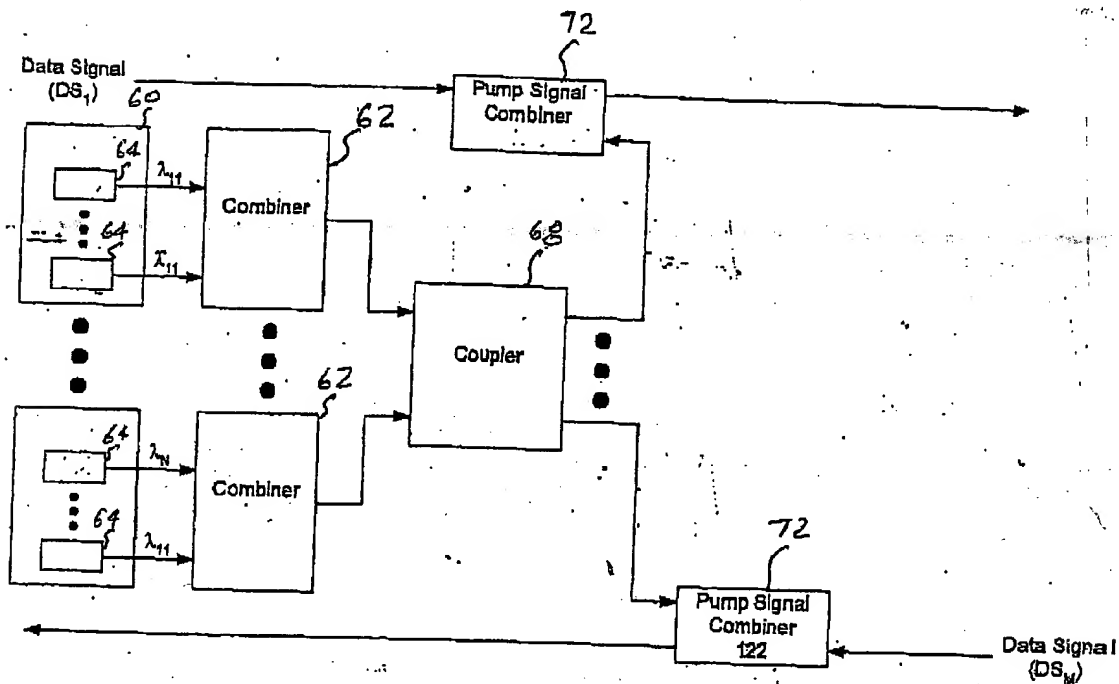 72
Data Signal
(DS₁)
Pump Signal
Combiner
60
62
64
λ₁₁
Combiner
64
λ₁₁
68
Coupler
62
64
λN
Combiner
64
λ₁₁
72
Pump Signal
Combiner
122
Data Signal
(DSM)